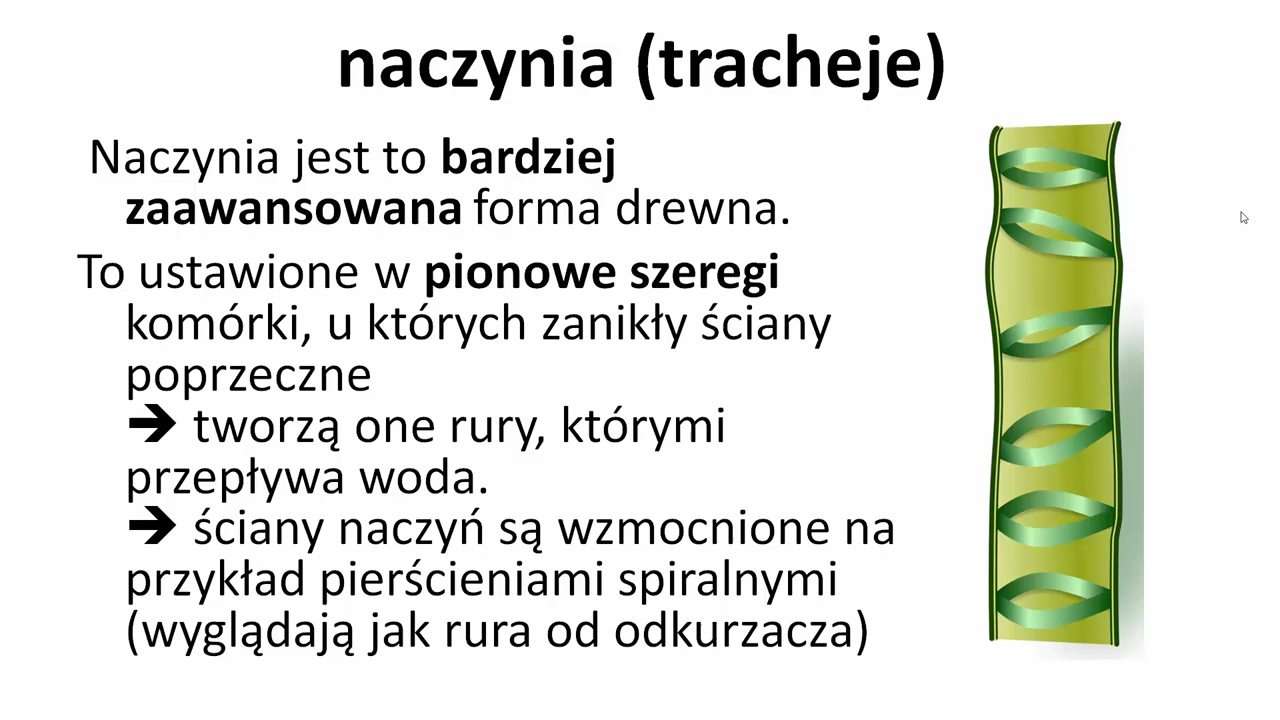 naczynia (tracheje)
Naczynia jest to bardziej
zaawansowana forma drewna.
To ustawione w pionowe szeregi
komórki, u których zanikły ściany
poprzeczne
➔ tworzą one rury, którymi
przepływa woda.
➔ ściany naczyń są wzmocnione na
przykład pierścieniami spiralnymi
(wyglądają jak rura od odkurzacza)